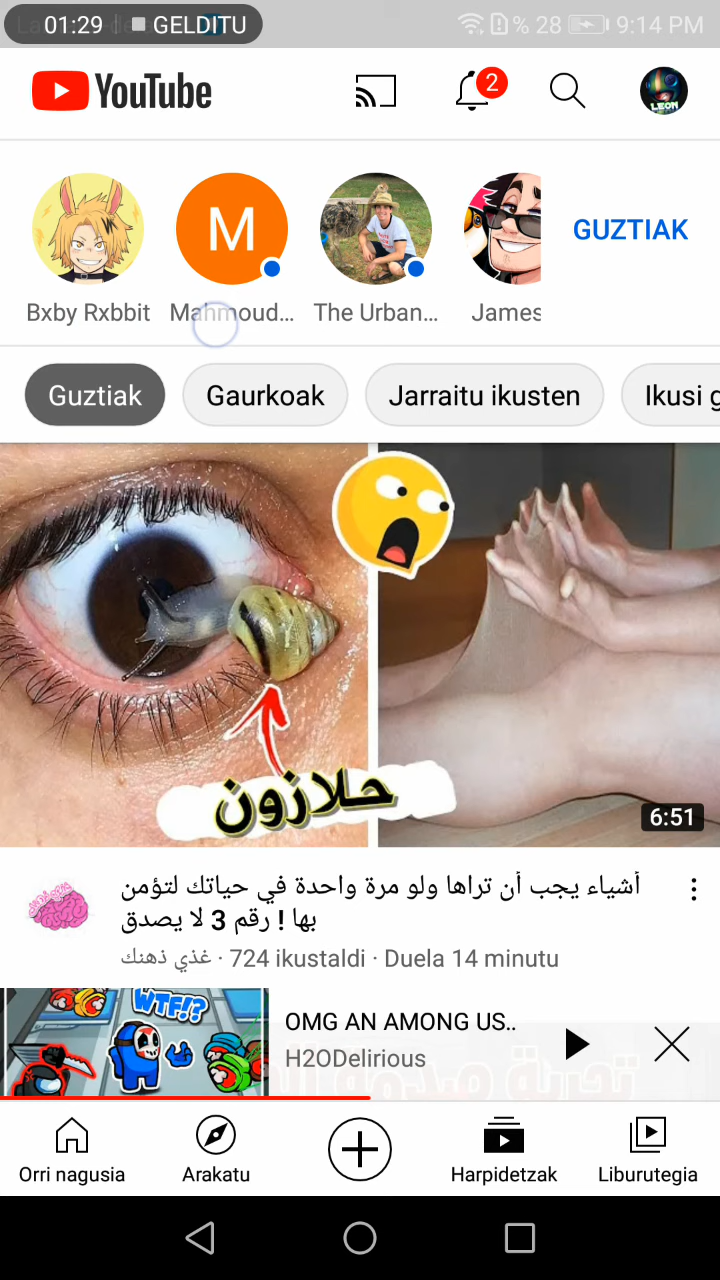 01:29 GELDITU % 28 9:14 PM
YouTube 2
LEON
M
GUZTIAK
Bxby Rxbbit Mahmoud... The Urban... James
Guztiak Gaurkoak Jarraitu ikusten Ikusi g
حلازون
6:51
أشياء يجب أن تراها ولو مرة واحدة في حياتك لتؤمن
بها ! رقم 3 لا يصدق
غذي ذهنك · 724 ikustaldi · Duela 14 minutu
WTF!?
OMG AN AMONG US..
H2ODelirious
Orri nagusia Arakatu Harpidetzak Liburutegia